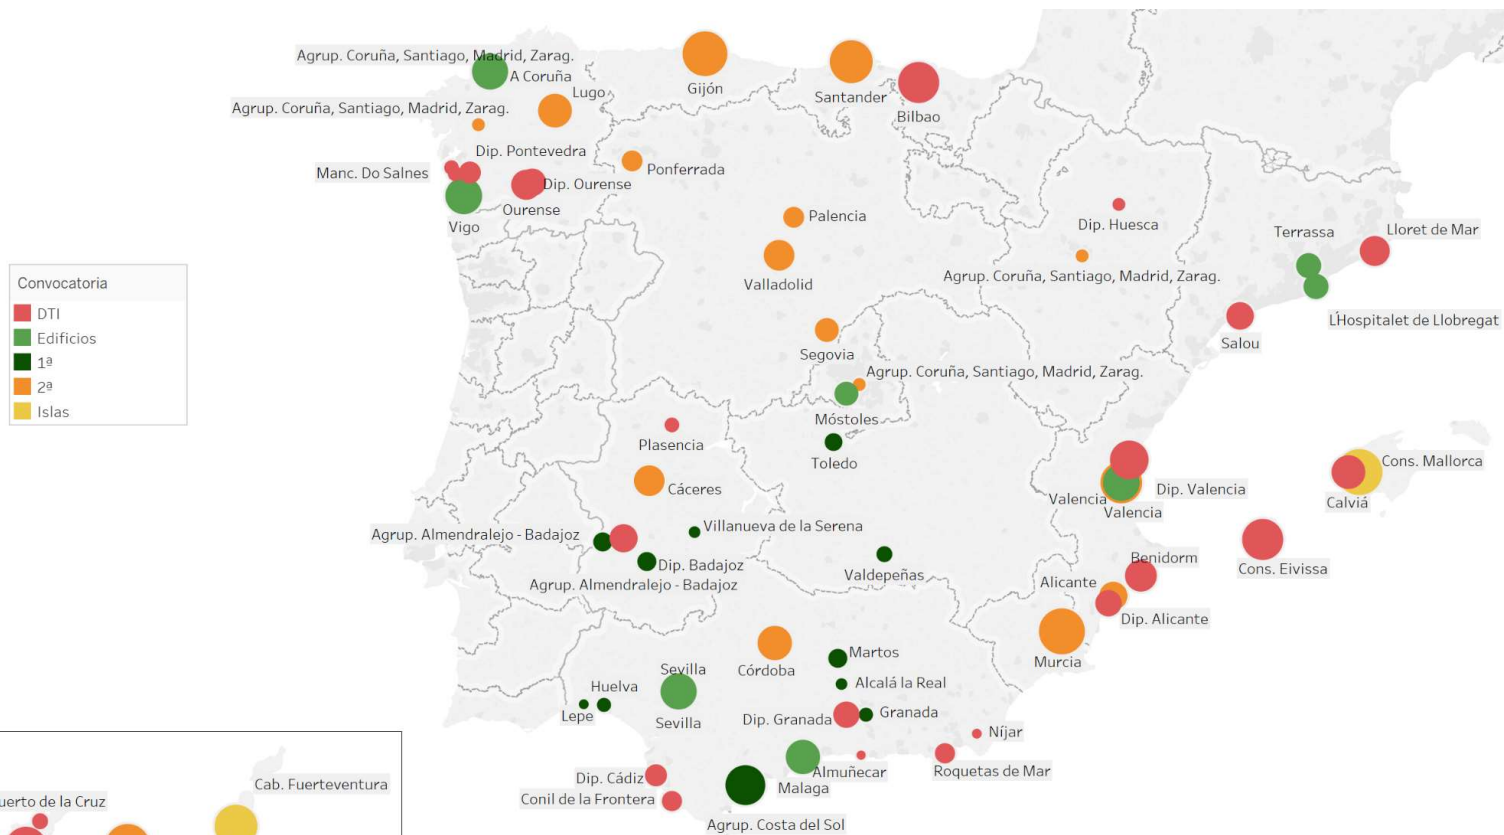 Agrup. Coruña, Santiago, Madrid, Zarag.
A Coruña
Lugo
Gijón
Santander
Bilbao
Agrup. Coruña, Santiago, Madrid, Zarag.
Dip. Pontevedra
Manc. Do Salnes
Dip. Ourense
Ourense
Vigo
Ponferrada
Palencia
Valladolid
Dip. Huesca
Agrup. Coruña, Santiago, Madrid, Zarag.
Terrassa
Lloret de Mar
L'Hospitalet de Llobregat
Salou
Convocatoria
DTI
Edificios
1ª
2ª
Islas
Segovia
Agrup. Coruña, Santiago, Madrid, Zarag.
Móstoles
Toledo
Plasencia
Cáceres
Cons. Mallorca
Calviá
Dip. Valencia
Valencia
Valencia
Agrup. Almendralejo - Badajoz
Villanueva de la Serena
Dip. Badajoz
Agrup. Almendralejo - Badajoz
Valdepeñas
Cons. Eivissa
Benidorm
Alicante
Dip. Alicante
Murcia
Córdoba
Martos
Alcalá la Real
Granada
Dip. Granada
Sevilla
Sevilla
Huelva
Lepe
Níjar
Roquetas de Mar
Almuñecar
Malaga
Dip. Cádiz
Conil de la Frontera
Agrup. Costa del Sol
Cab. Fuerteventura
uerto de la Cruz